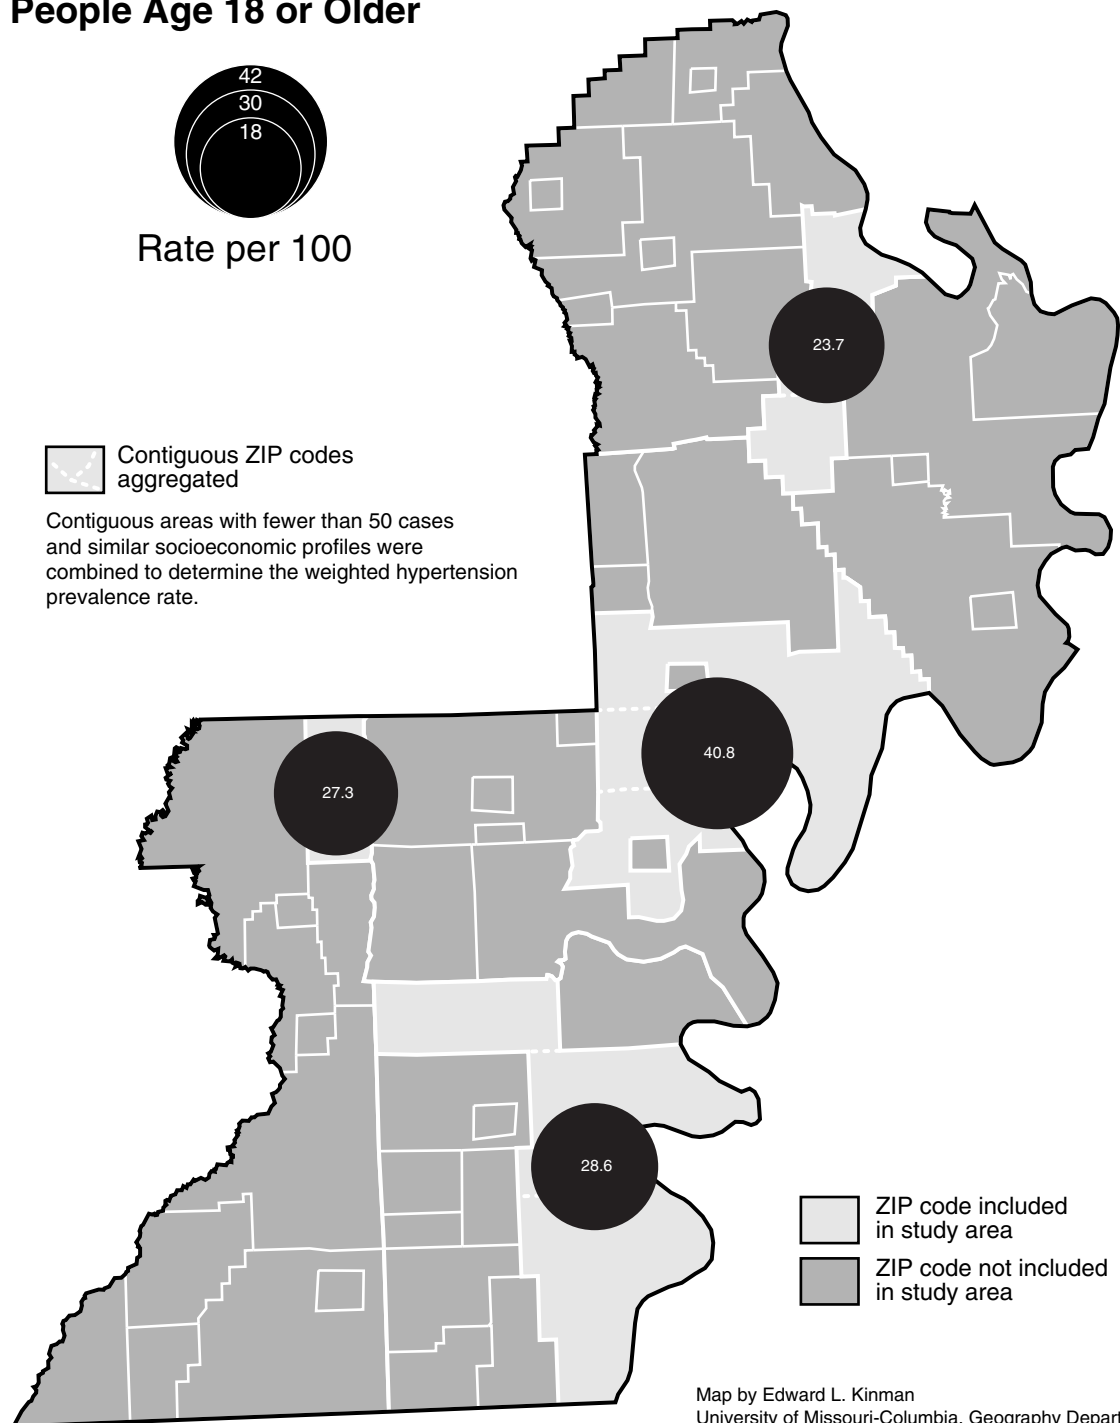 People Age 18 or Older
42
30
18
Rate per 100
23.7
Contiguous ZIP codes
aggregated
Contiguous areas with fewer than 50 cases
and similar socioeconomic profiles were
combined to determine the weighted hypertension
prevalence rate.
40.8
27.3
28.6
ZIP code included
in study area
ZIP code not included
in study area
Map by Edward L. Kinman
University of Missouri-Columbia, Geography